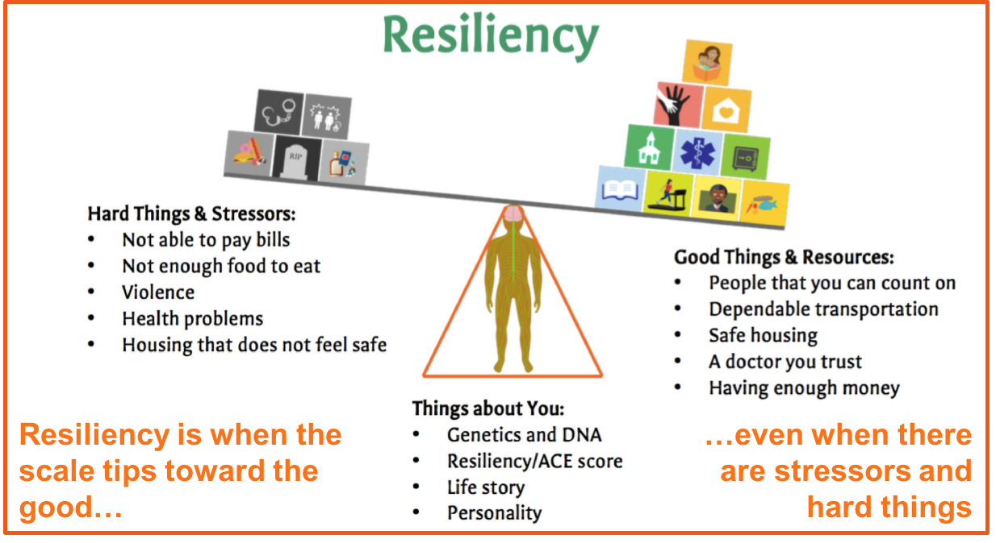 Resiliency
RIP
Hard Things & Stressors:
• Not able to pay bills
• Not enough food to eat
• Violence
• Health problems
• Housing that does not feel safe
Good Things & Resources:
• People that you can count on
• Dependable transportation
• Safe housing
• A doctor you trust
• Having enough money
Things about You:
• Genetics and DNA
• Resiliency/ACE score
• Life story
• Personality
Resiliency is when the
scale tips toward the
good…
…even when there
are stressors and
hard things